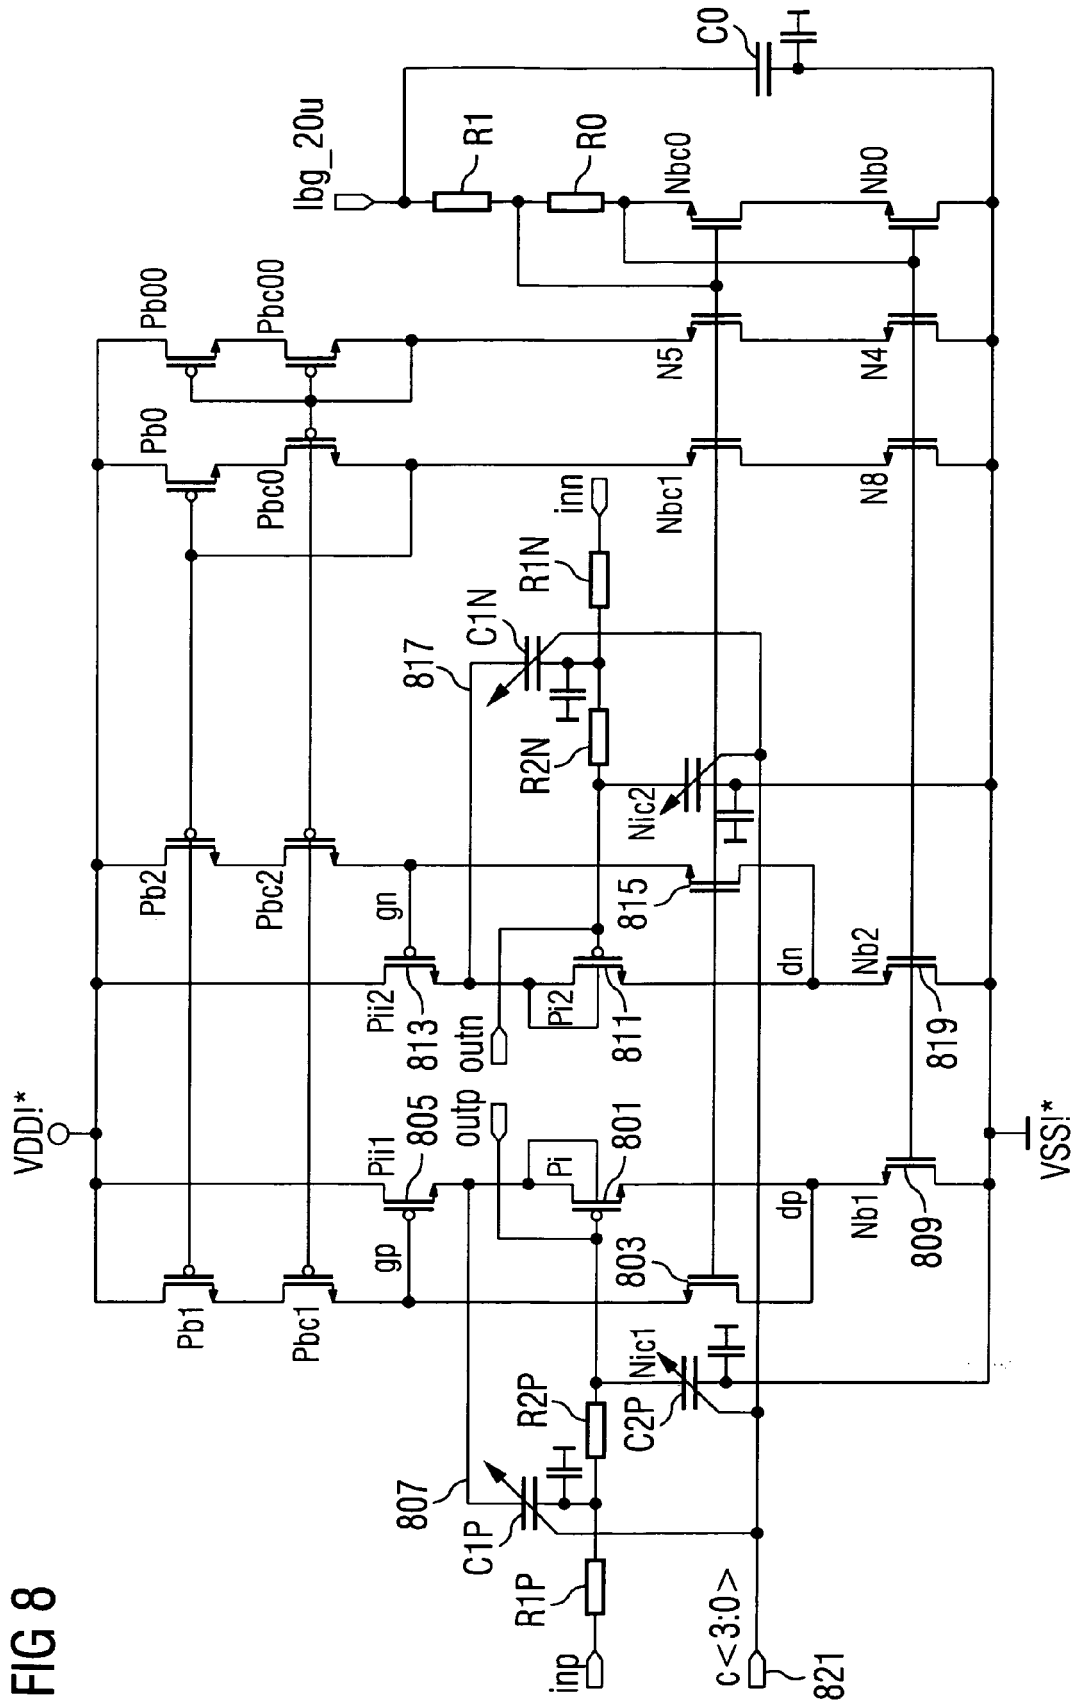 FIG 8
VDD!*
Pb1
Pbc1
gp
Pii1
805
outp
Pi
801
803
dp
Nb1
809
VSS!*
807
C1P
R1P
inp
R2P
C2P
Nic1
c<3:0>
821
Pb2
Pbc2
gn
Pii2
813
outn
Pi2
811
815
dn
Nb2
819
817
C1N
R1N
inn
R2N
Nic2
Pb0
Pbc0
Pb00
Pbc00
Nbc1
N8
N5
N4
Ibg_20u
R1
R0
Nbc0
Nb0
C0